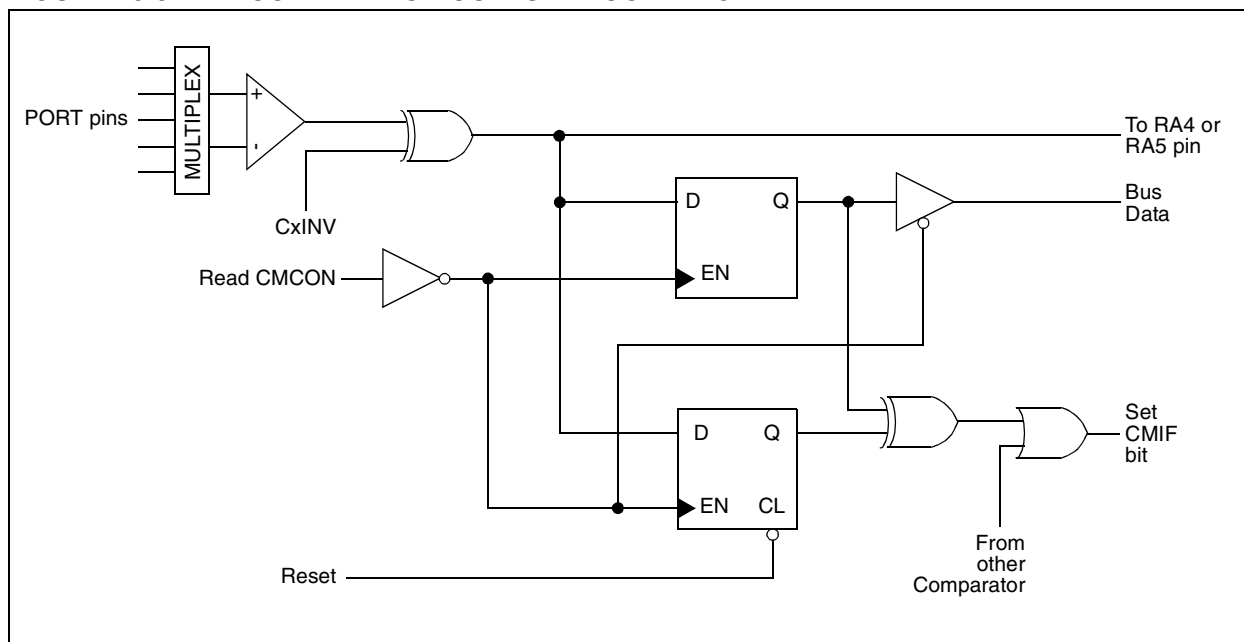 MULTIPLEX
+
-
PORT pins
CxINV
To RA4 or
RA5 pin
D
Q
EN
Bus
Data
Read CMCON
D
Q
EN
CL
Set
CMIF
bit
From
other
Comparator
Reset